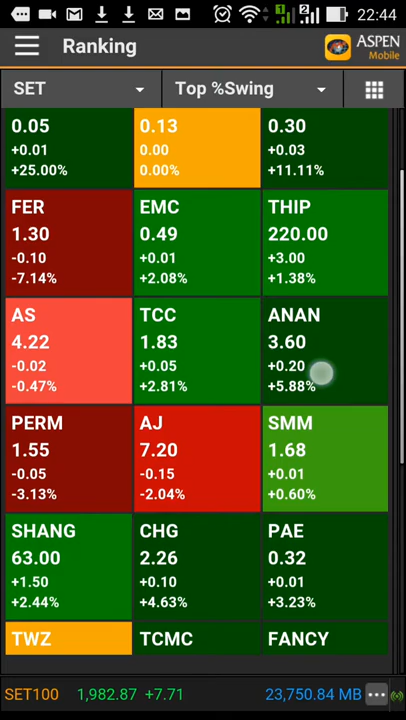 22:44
Ranking
ASPEN
Mobile
SET
Top %Swing
0.05
+0.01
+25.00%
0.13
0.00
0.00%
0.30
+0.03
+11.11%
FER
1.30
-0.10
-7.14%
EMC
0.49
+0.01
+2.08%
THIP
220.00
+3.00
+1.38%
AS
4.22
-0.02
-0.47%
TCC
1.83
+0.05
+2.81%
ANAN
3.60
+0.20
+5.88%
PERM
1.55
-0.05
-3.13%
AJ
7.20
-0.15
-2.04%
SMM
1.68
+0.01
+0.60%
SHANG
63.00
+1.50
+2.44%
CHG
2.26
+0.10
+4.63%
PAE
0.32
+0.01
+3.23%
TWZ
TCMC
FANCY
SET100 1,982.87 +7.71 23,750.84 MB